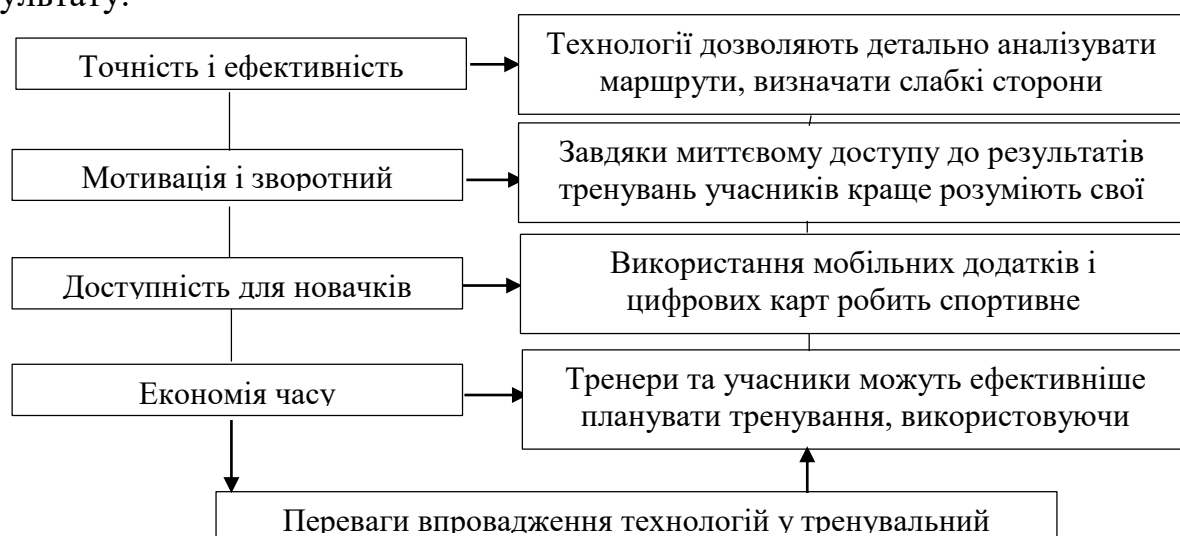 ультату.
Точність і ефективність
Технології дозволяють детально аналізувати
маршрути, визначати слабкі сторони
Мотивація і зворотний
Завдяки миттєвому доступу до результатів
тренувань учасників краще розуміють свої
Доступність для новачків
Використання мобільних додатків і
цифрових карт робить спортивне
Економія часу
Тренери та учасники можуть ефективніше
планувати тренування, використовуючи
Переваги впровадження технологій у тренувальний